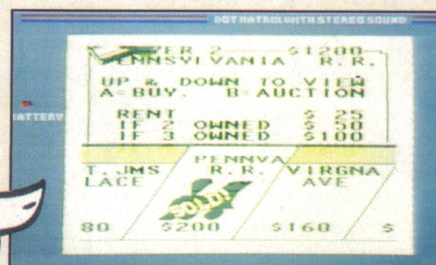 DOT MATRIX WITH STEREO SOUND
BATTERY
YER 2 $1200
PENNSYLVANIA R. R.
UP & DOWN TO VIEW
A=BUY. B=AUCTION
RENT $ 25
IF 2 OWNED $ 50
IF 3 OWNED $100
PENNVA
T. JMS R. R. VIRGNA
LACE AVE
SOLD!
80 $200 $160 $